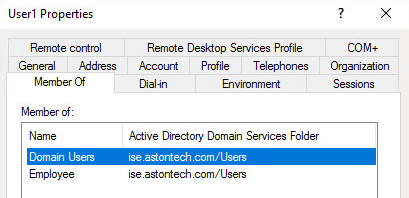 User1 Properties ? ×
Remote control Remote Desktop Services Profile COM+
General Address Account Profile Telephones Organization
Member Of Dial-in Environment Sessions
Member of:
Name Active Directory Domain Services Folder
Domain Users ise.astontech.com/Users
Employee ise.astontech.com/Users